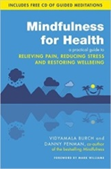 INCLUDES FREE CD OF GUIDED MEDITATIONS
Mindfulness
for Health
a practical guide to
RELIEVING PAIN, REDUCING STRESS
AND RESTORING WELLBEING
VIDYAMALA BURCH and
DANNY PENMAN, co-author
of the bestselling Mindfulness
FOREWORD BY MARK WILLIAMS